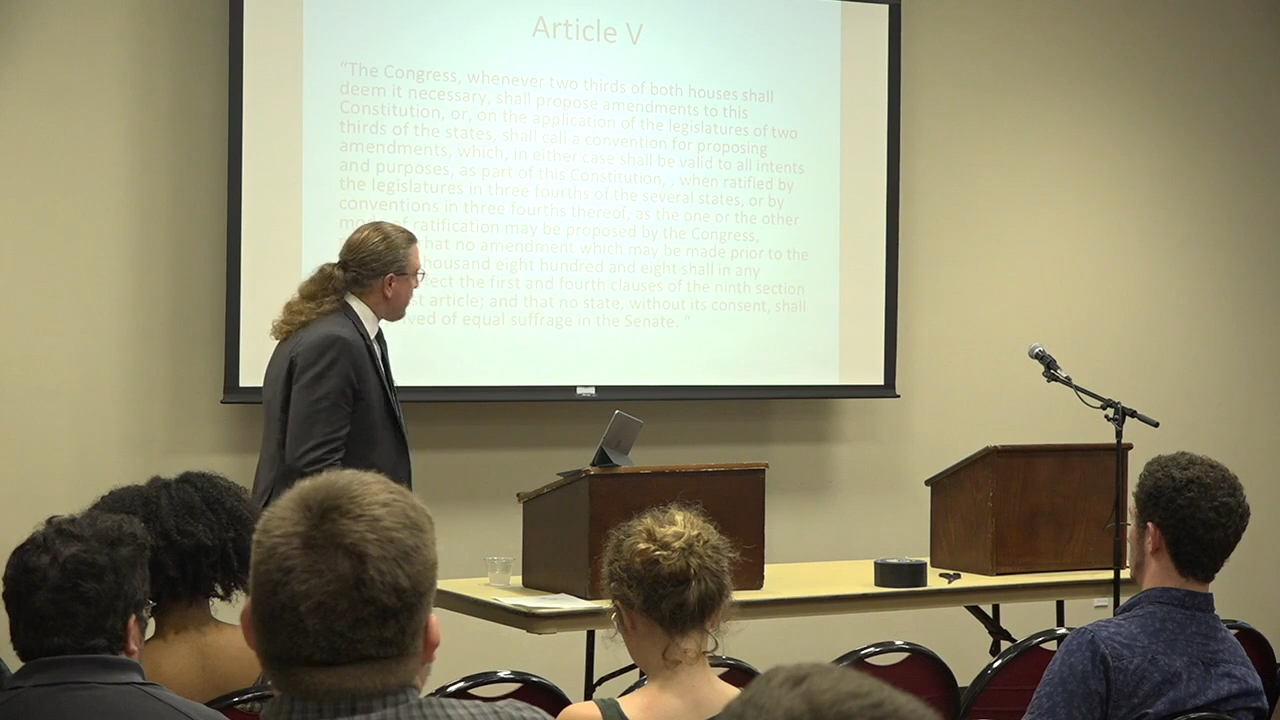 Article V
“The Congress, whenever two thirds of both houses shall
deem it necessary, shall propose amendments to this
Constitution, or, on the application of the legislatures of two
thirds of the states, shall call a convention for proposing
amendments, which, in either case shall be valid to all intents
and purposes, as part of this Constitution, . when ratified by
the legislatures in three fourths of the several states, or by
conventions in three fourths thereof, as the one or the other
of ratification may be proposed by the Congress,
that no amendment which may be made prior to the
thousand eight hundred and eight shall in any
the first and fourth clauses of the ninth section
article; and that no state, without its consent, shall
of equal suffrage in the Senate. ”